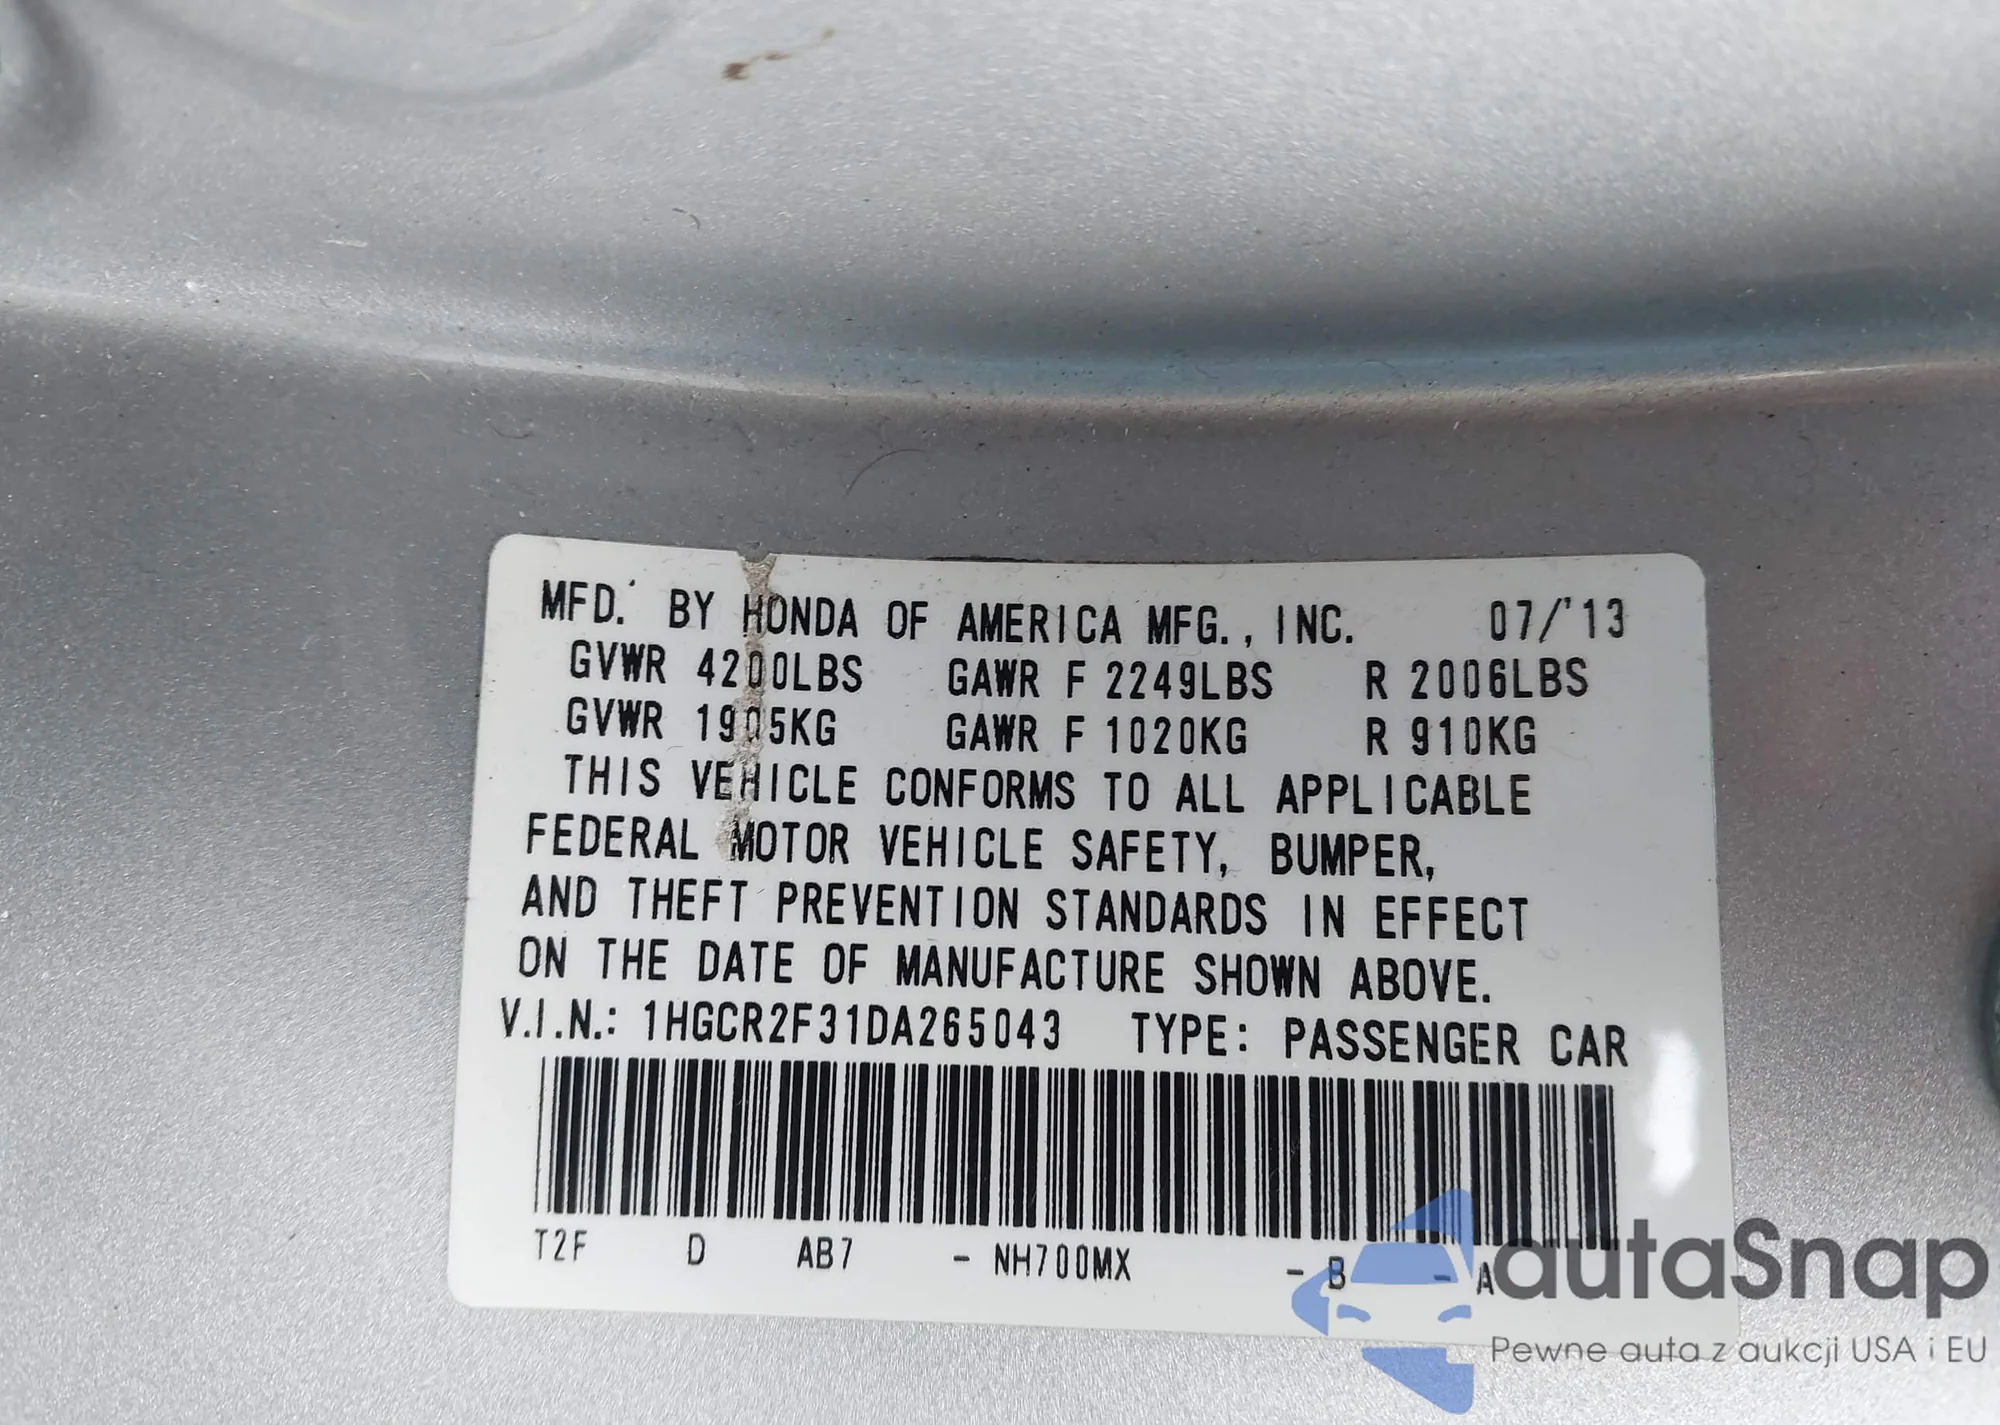 MFD. BY HONDA OF AMERICA MFG., INC. 07/'13
GVWR 4200LBS GAWR F 2249LBS R 2006LBS
GVWR 1905KG GAWR F 1020KG R 910KG
THIS VEHICLE CONFORMS TO ALL APPLICABLE
FEDERAL MOTOR VEHICLE SAFETY, BUMPER,
AND THEFT PREVENTION STANDARDS IN EFFECT
ON THE DATE OF MANUFACTURE SHOWN ABOVE.
V.I.N.: 1HGCR2F31DA265043 TYPE: PASSENGER CAR
T2F D AB7 - NH700MX - B - A
autaSnap
Pewne auta z aukcji USA i EU